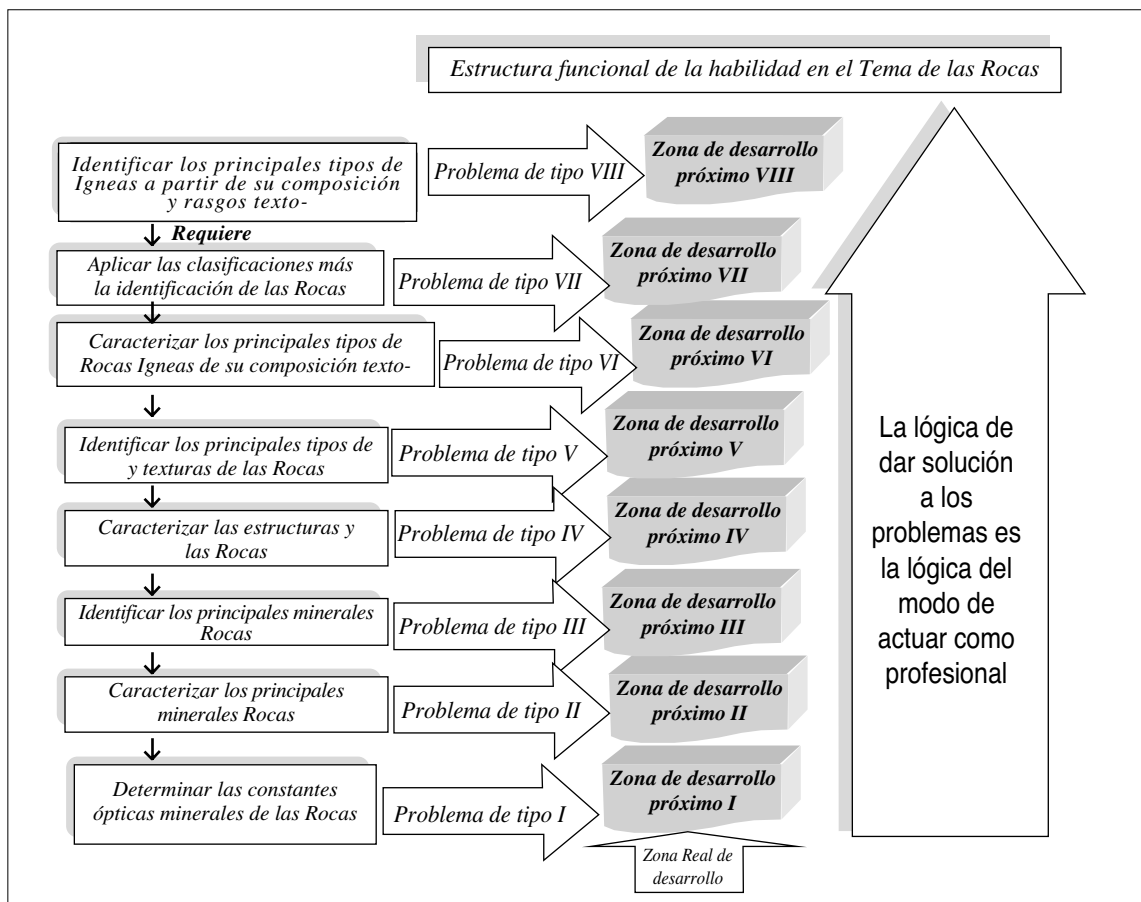 Estructura funcional de la habilidad en el Tema de las Rocas
Identificar los principales tipos de
Igneas a partir de su composición
y rasgos texto-
Problema de tipo VIII
Zona de desarrollo
próximo VIII
Requiere
Aplicar las clasificaciones más
la identificación de las Rocas
Problema de tipo VII
Zona de desarrollo
próximo VII
Caracterizar los principales tipos de
Rocas Igneas de su composición texto-
Problema de tipo VI
Zona de desarrollo
próximo VI
Identificar los principales tipos de
y texturas de las Rocas
Problema de tipo V
Zona de desarrollo
próximo V
Caracterizar las estructuras y
las Rocas
Problema de tipo IV
Zona de desarrollo
próximo IV
Identificar los principales minerales
Rocas
Problema de tipo III
Zona de desarrollo
próximo III
Caracterizar los principales
minerales Rocas
Problema de tipo II
Zona de desarrollo
próximo II
Determinar las constantes
ópticas minerales de las Rocas
Problema de tipo I
Zona de desarrollo
próximo I
Zona Real de
desarrollo
La lógica de
dar solución
a los
problemas es
la lógica del
modo de
actuar como
profesional